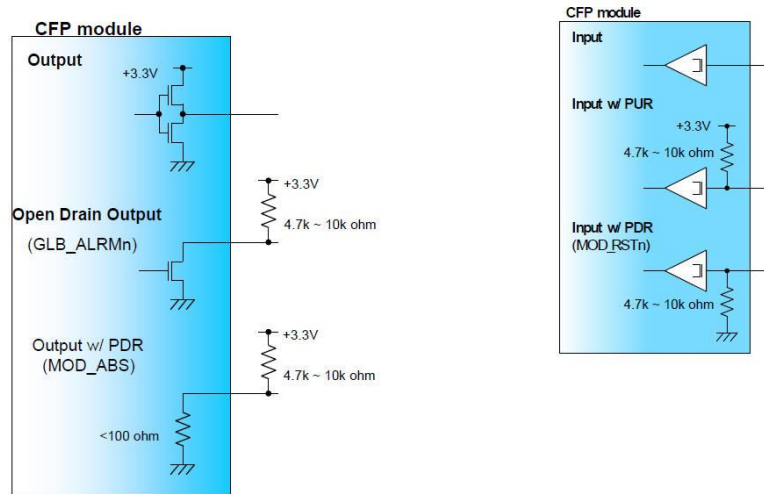 CFP module
Output
+3.3V
+3.3V
4.7k ~ 10k ohm
Open Drain Output
(GLB_ALRMn)
+3.3V
Output w/ PDR
(MOD_ABS)
4.7k ~ 10k ohm
<100 ohm
CFP module
Input
Input w/ PUR
+3.3V
4.7k ~ 10k ohm
Input w/ PDR
(MOD_RSTn)
4.7k ~ 10k ohm